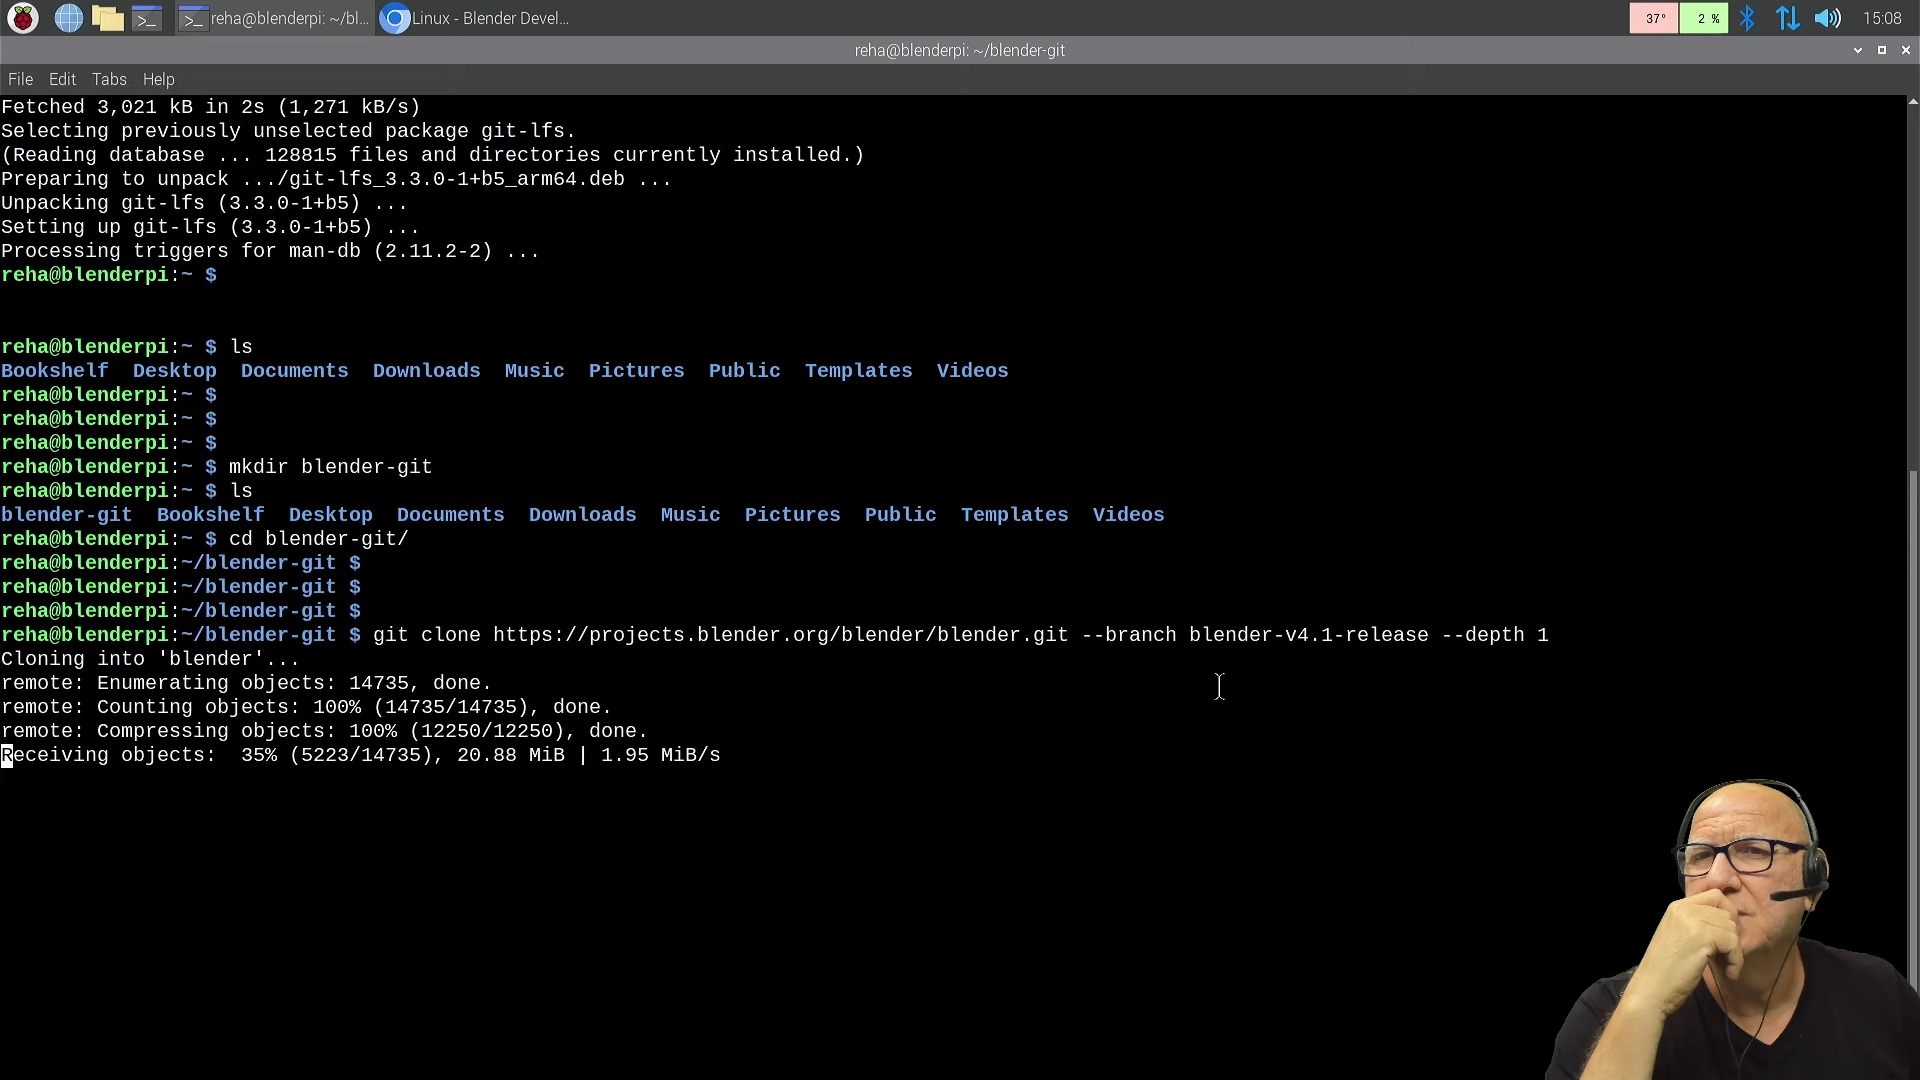 reha@blenderpi: ~/bl...
Linux - Blender Devel...
37°
2 %
15:08
reha@blenderpi: ~/blender-git
File Edit Tabs Help
Fetched 3,021 kB in 2s (1,271 kB/s)
Selecting previously unselected package git-lfs.
(Reading database ... 128815 files and directories currently installed.)
Preparing to unpack .../git-lfs_3.3.0-1+b5_arm64.deb ...
Unpacking git-lfs (3.3.0-1+b5) ...
Setting up git-lfs (3.3.0-1+b5) ...
Processing triggers for man-db (2.11.2-2) ...
reha@blenderpi:~ $
reha@blenderpi:~ $ ls
Bookshelf Desktop Documents Downloads Music Pictures Public Templates Videos
reha@blenderpi:~ $
reha@blenderpi:~ $
reha@blenderpi:~ $
reha@blenderpi:~ $ mkdir blender-git
reha@blenderpi:~ $ ls
blender-git Bookshelf Desktop Documents Downloads Music Pictures Public Templates Videos
reha@blenderpi:~ $ cd blender-git/
reha@blenderpi:~/blender-git $
reha@blenderpi:~/blender-git $
reha@blenderpi:~/blender-git $
reha@blenderpi:~/blender-git $ git clone https://projects.blender.org/blender/blender.git --branch blender-v4.1-release --depth 1
Cloning into 'blender'...
remote: Enumerating objects: 14735, done.
remote: Counting objects: 100% (14735/14735), done.
remote: Compressing objects: 100% (12250/12250), done.
Receiving objects: 35% (5223/14735), 20.88 MiB | 1.95 MiB/s